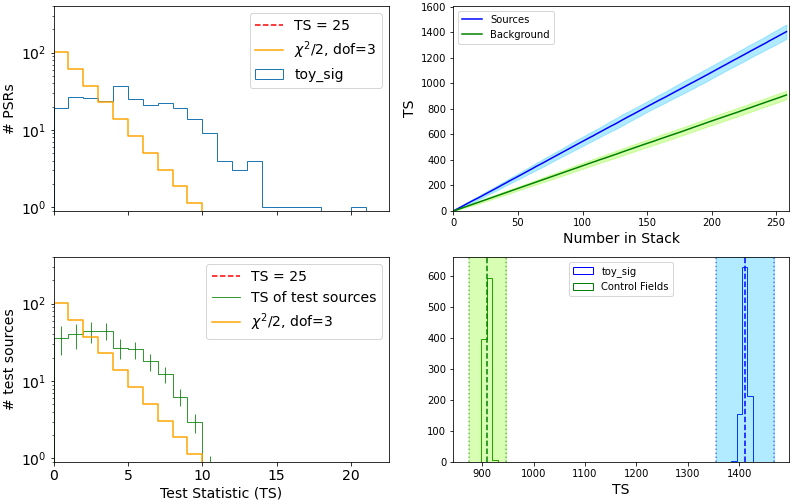 # PSRs
10²
10¹
10⁰
TS = 25
χ²/2, dof=3
toy_sig
TS
1600
1400
1200
1000
800
600
400
200
0
Sources
Background
0 50 100 150 200 250
Number in Stack
# test sources
10²
10¹
10⁰
TS = 25
TS of test sources
χ²/2, dof=3
0 5 10 15 20
Test Statistic (TS)
600
500
400
300
200
100
0
toy_sig
Control Fields
900 1000 1100 1200 1300 1400
TS